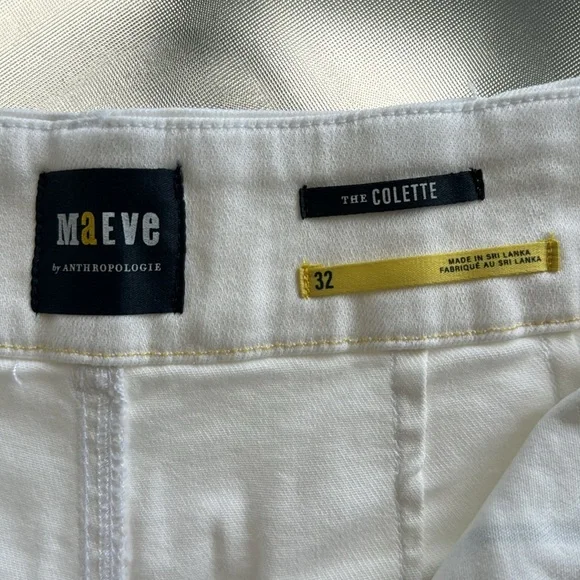 MaEVe
by ANTHROPOLOGIE
THE COLETTE
32
MADE IN SRI LANKA
FABRIQUÉ AU SRI LANKA